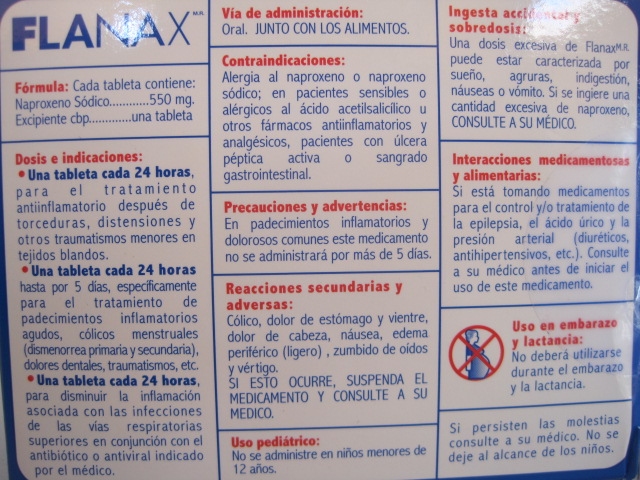 FLANAX M.R.
Fórmula: Cada tableta contiene:
Naproxeno Sódico............550 mg.
Excipiente cbp.............una tableta
Dosis e indicaciones:
• Una tableta cada 24 horas,
para el tratamiento
antiinflamatorio después de
torceduras, distensiones y
otros traumatismos menores en
tejidos blandos.
• Una tableta cada 24 horas
hasta por 5 días, específicamente
para el tratamiento de
padecimientos inflamatorios
agudos, cólicos menstruales
(dismenorrea primaria y secundaria),
dolores dentales, traumatismos, etc.
• Una tableta cada 24 horas,
para disminuir la inflamación
asociada con las infecciones
de las vías respiratorias
superiores en conjunción con el
antibiótico o antiviral indicado
por el médico.
Vía de administración:
Oral. JUNTO CON LOS ALIMENTOS.
Contraindicaciones:
Alergia al naproxeno o naproxeno
sódico; en pacientes sensibles o
alérgicos al ácido acetilsalicílico u
otros fármacos antiinflamatorios y
analgésicos, pacientes con úlcera
péptica activa o sangrado
gastrointestinal.
Precauciones y advertencias:
En padecimientos inflamatorios y
dolorosos comunes este medicamento
no se administrará por más de 5 días.
Reacciones secundarias y
adversas:
Cólico, dolor de estómago y vientre,
dolor de cabeza, náusea, edema
periférico (ligero) , zumbido de oídos
y vértigo.
SI ESTO OCURRE, SUSPENDA EL
MEDICAMENTO Y CONSULTE A SU
MEDICO.
Uso pediátrico:
No se administre en niños menores de
12 años.
Ingesta accidental y
sobredosis:
Una dosis excesiva de FlanaxM.R.
puede estar caracterizada por
sueño, agruras, indigestión,
náuseas o vómito. Si se ingiere una
cantidad excesiva de naproxeno,
CONSULTE A SU MÉDICO.
Interacciones medicamentosas
y alimentarias:
Si está tomando medicamentos
para el control y/o tratamiento de
la epilepsia, el ácido úrico y la
presión arterial (diuréticos,
antihipertensivos, etc.). Consulte
a su médico antes de iniciar el
uso de este medicamento.
Uso en embarazo
y lactancia:
No deberá utilizarse
durante el embarazo
y la lactancia.
Si persisten las molestias
consulte a su médico. No se
deje al alcance de los niños.